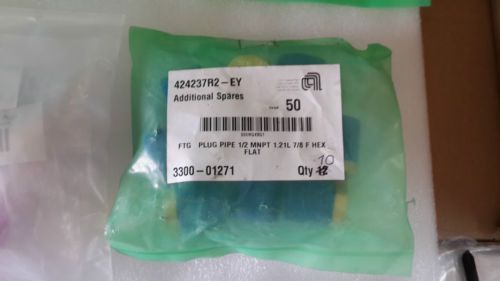 424237R2-EY
Additional Spares
50
FTG PLUG PIPE 1/2 MNPT 1.21L 7/8 F HEX
FLAT
10
3300-01271 Qty 12